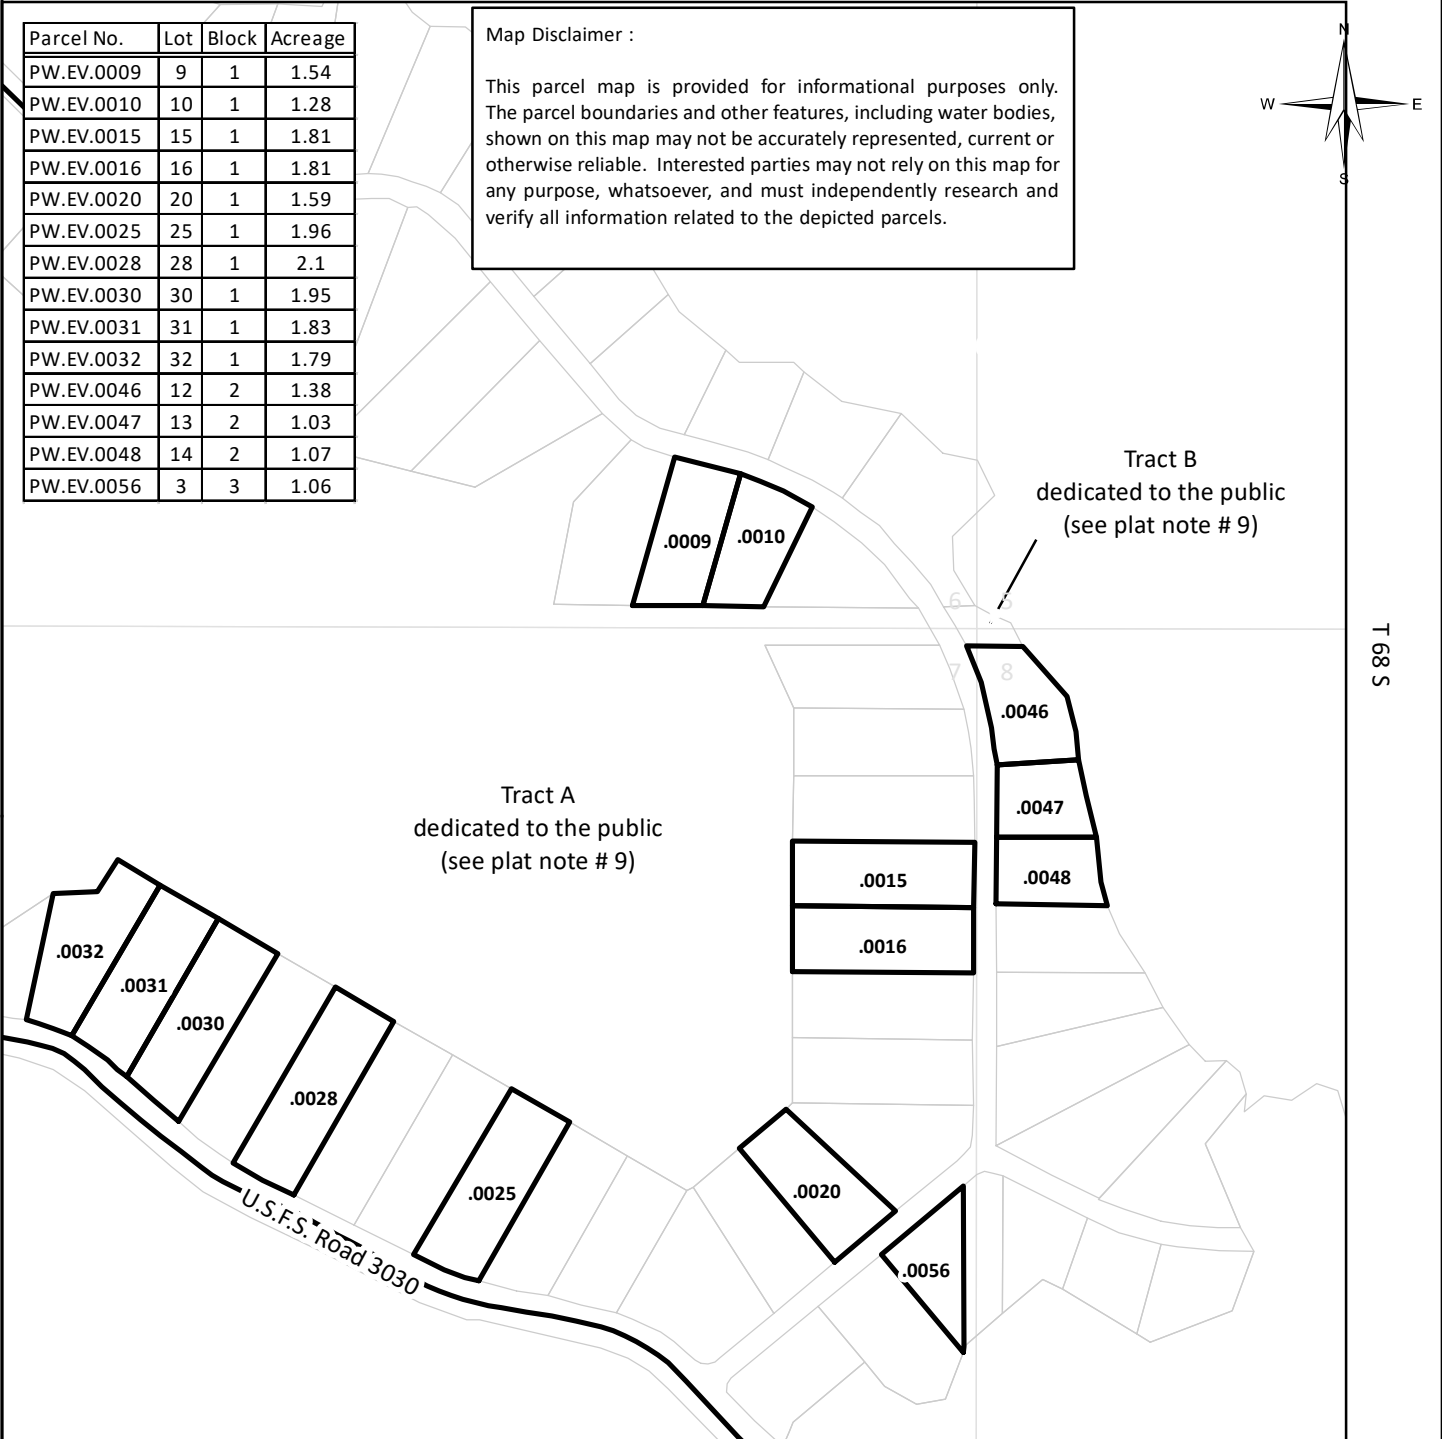 Parcel No. Lot Block Acreage
PW.EV.0009 9 1 1.54
PW.EV.0010 10 1 1.28
PW.EV.0015 15 1 1.81
PW.EV.0016 16 1 1.81
PW.EV.0020 20 1 1.59
PW.EV.0025 25 1 1.96
PW.EV.0028 28 1 2.1
PW.EV.0030 30 1 1.95
PW.EV.0031 31 1 1.83
PW.EV.0032 32 1 1.79
PW.EV.0046 12 2 1.38
PW.EV.0047 13 2 1.03
PW.EV.0048 14 2 1.07
PW.EV.0056 3 3 1.06
Map Disclaimer :
This parcel map is provided for informational purposes only.
The parcel boundaries and other features, including water bodies,
shown on this map may not be accurately represented, current or
otherwise reliable. Interested parties may not rely on this map for
any purpose, whatsoever, and must independently research and
verify all information related to the depicted parcels.
N
W E
S
Tract B
dedicated to the public
(see plat note # 9)
.0009 .0010
6 5
7 8
T 68 S
.0046
.0047
.0048
Tract A
dedicated to the public
(see plat note # 9)
.0015
.0016
.0032
.0031
.0030
.0028
.0025
.0020
.0056
U.S.F.S. Road 3030